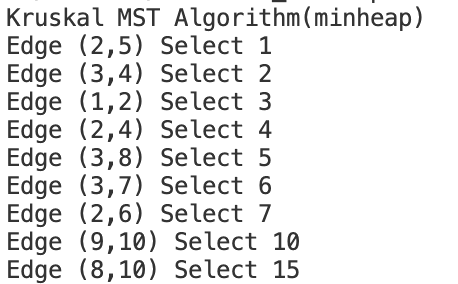 Kruskal MST Algorithm(minheap)
Edge (2,5) Select 1
Edge (3,4) Select 2
Edge (1,2) Select 3
Edge (2,4) Select 4
Edge (3,8) Select 5
Edge (3,7) Select 6
Edge (2,6) Select 7
Edge (9,10) Select 10
Edge (8,10) Select 15